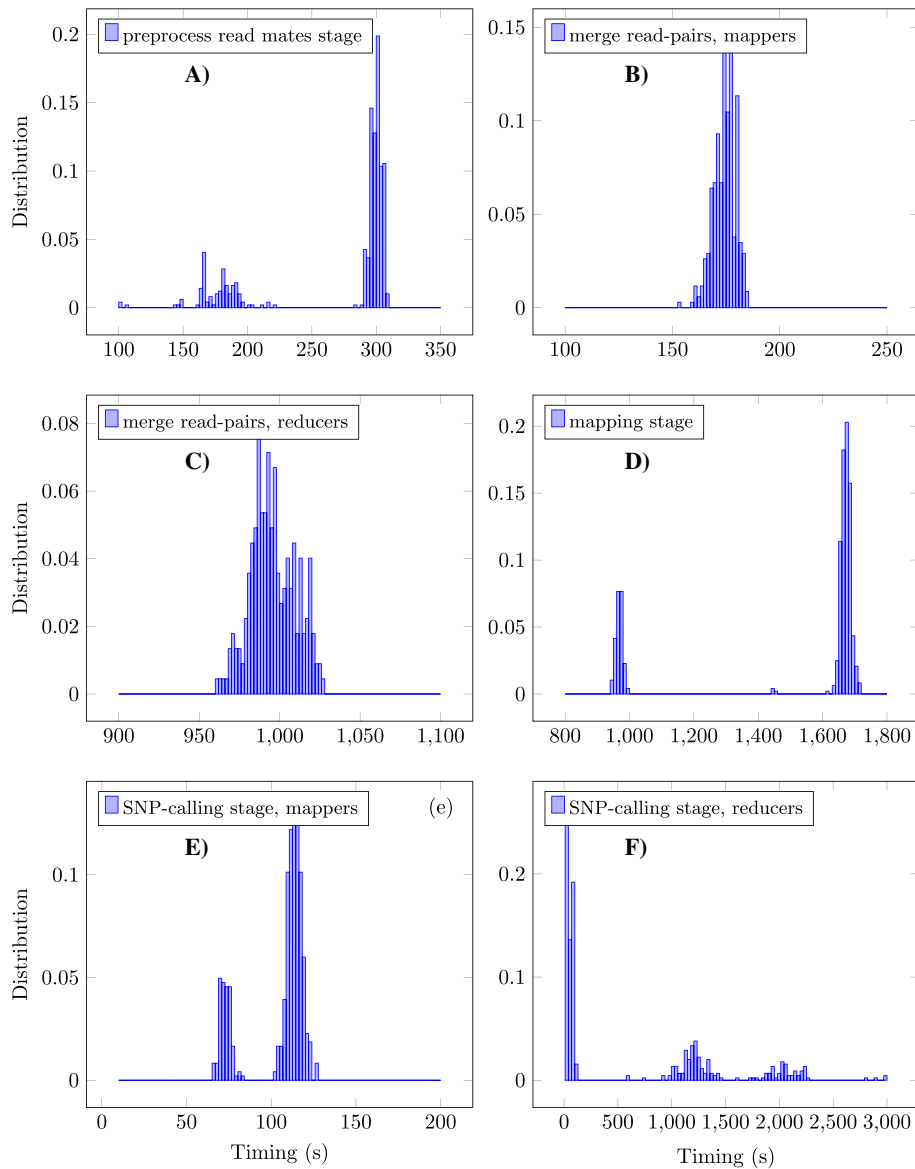 preprocess read mates stage
A)
Distribution
0.2
0.15
0.1
0.05
0
100 150 200 250 300 350
merge read-pairs, mappers
B)
0.15
0.1
0.05
0
100 150 200 250
merge read-pairs, reducers
C)
Distribution
0.08
0.06
0.04
0.02
0
900 950 1,000 1,050 1,100
mapping stage
D)
0.2
0.15
0.1
0.05
0
800 1,000 1,200 1,400 1,600 1,800
SNP-calling stage, mappers
(e)
E)
Distribution
0.1
0.05
0
0 50 100 150 200
Timing (s)
SNP-calling stage, reducers
F)
0.2
0.1
0
0 500 1,000 1,500 2,000 2,500 3,000
Timing (s)